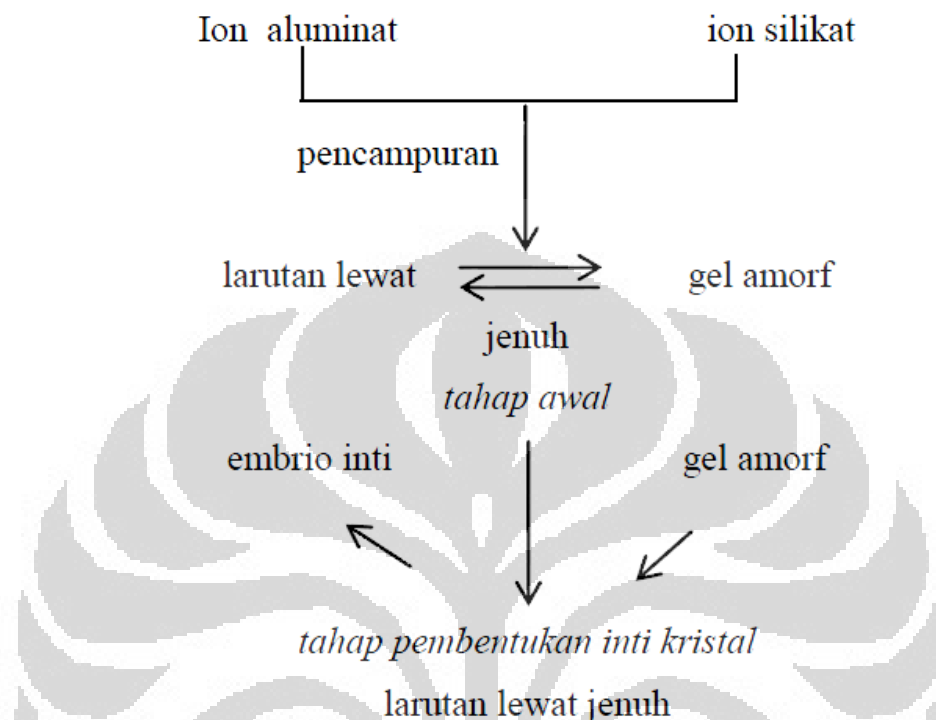 Ion aluminat ion silikat
pencampuran
larutan lewat gel amorf
jenuh
tahap awal
embrio inti gel amorf
tahap pembentukan inti kristal
larutan lewat jenuh